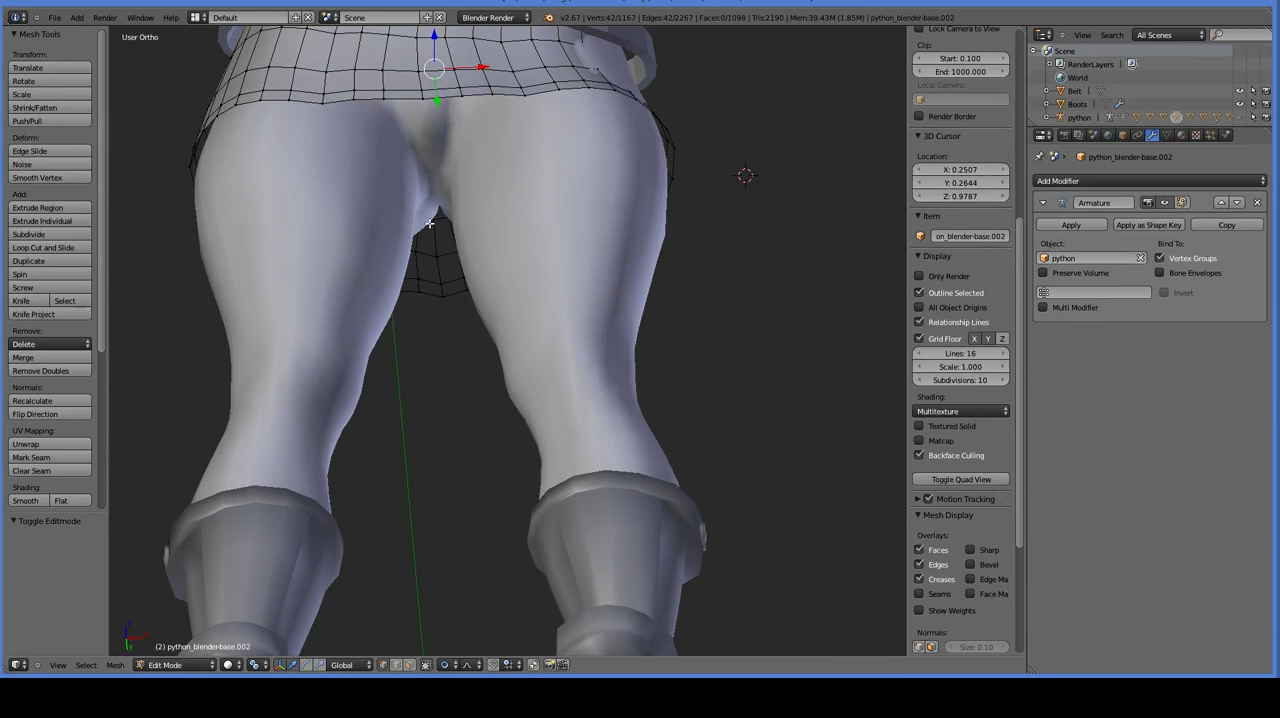 File Add Render Window Help Default Scene Blender Render v2.67 | Verts:42/1167 | Edges:42/2267 | Faces:0/1098 | Tris:2190 | Mem:39.43M (1.85M) | python_blender-base.002
Mesh Tools
Transform:
Translate
Rotate
Scale
Shrink/Fatten
Push/Pull
Deform:
Edge Slide
Noise
Smooth Vertex
Add:
Extrude Region
Extrude Individual
Subdivide
Loop Cut and Slide
Duplicate
Spin
Screw
Knife Select
Knife Project
Remove:
Delete
Merge
Remove Doubles
Normals:
Recalculate
Flip Direction
UV Mapping:
Unwrap
Mark Seam
Clear Seam
Shading:
Smooth Flat
Toggle Editmode
User Ortho
(2) python_blender-base.002
View Select Mesh Edit Mode Global
Lock Camera to View
Clip:
Start: 0.100
End: 1000.000
Local Camera:
Render Border
3D Cursor
Location:
X: 0.2507
Y: 0.2644
Z: 0.9787
Item
on_blender-base.002
Display
Only Render
Outline Selected
All Object Origins
Relationship Lines
Grid Floor X Y Z
Lines: 16
Scale: 1.000
Subdivisions: 10
Shading:
Multitexture
Textured Solid
Matcap
Backface Culling
Toggle Quad View
Motion Tracking
Mesh Display
Overlays:
Faces Sharp
Edges Bevel
Creases Edge Ma
Seams Face Ma
Show Weights
Normals:
Size: 0.10
View Search All Scenes
Scene
RenderLayers
World
Belt
Boots
python
python_blender-base.002
Add Modifier
Armature
Apply Apply as Shape Key Copy
Object: Bind To:
python Vertex Groups
Preserve Volume Bone Envelopes
Invert
Multi Modifier